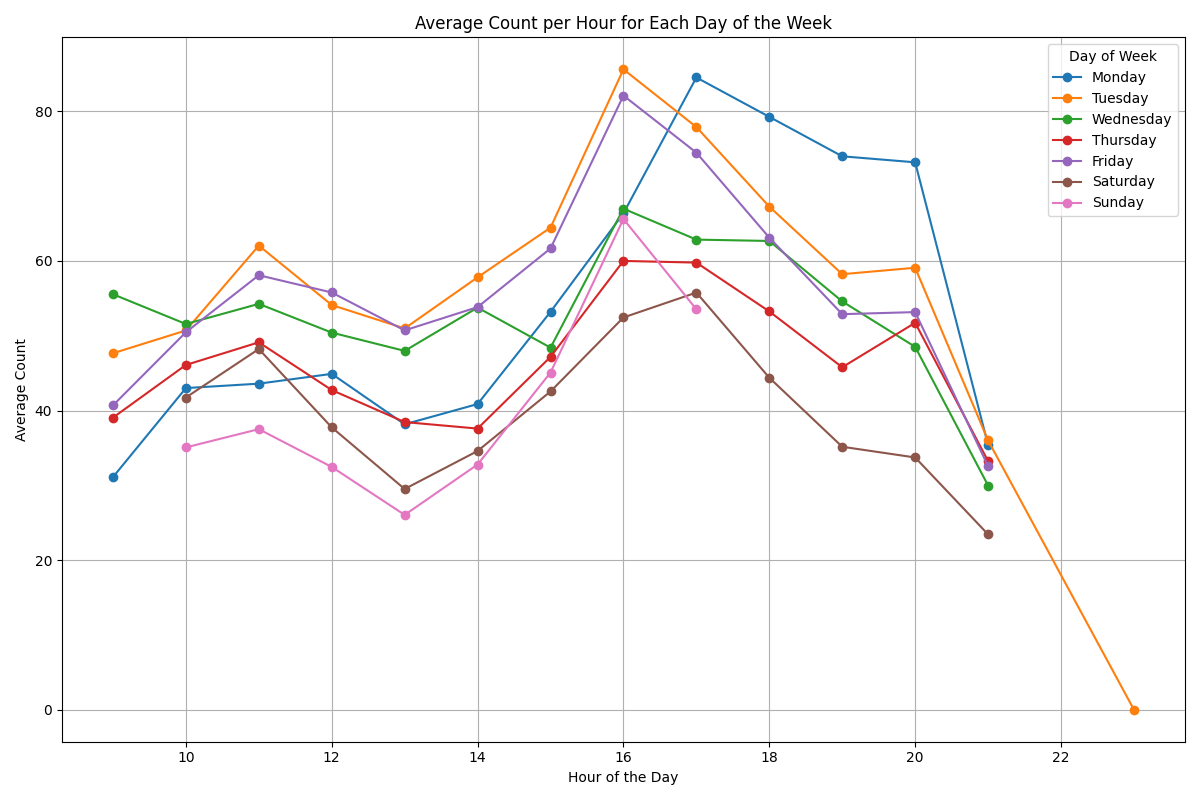 Average Count per Hour for Each Day of the Week
Day of Week
Monday
Tuesday
Wednesday
Thursday
Friday
Saturday
Sunday
Average Count
80
60
40
20
0
10 12 14 16 18 20 22
Hour of the Day